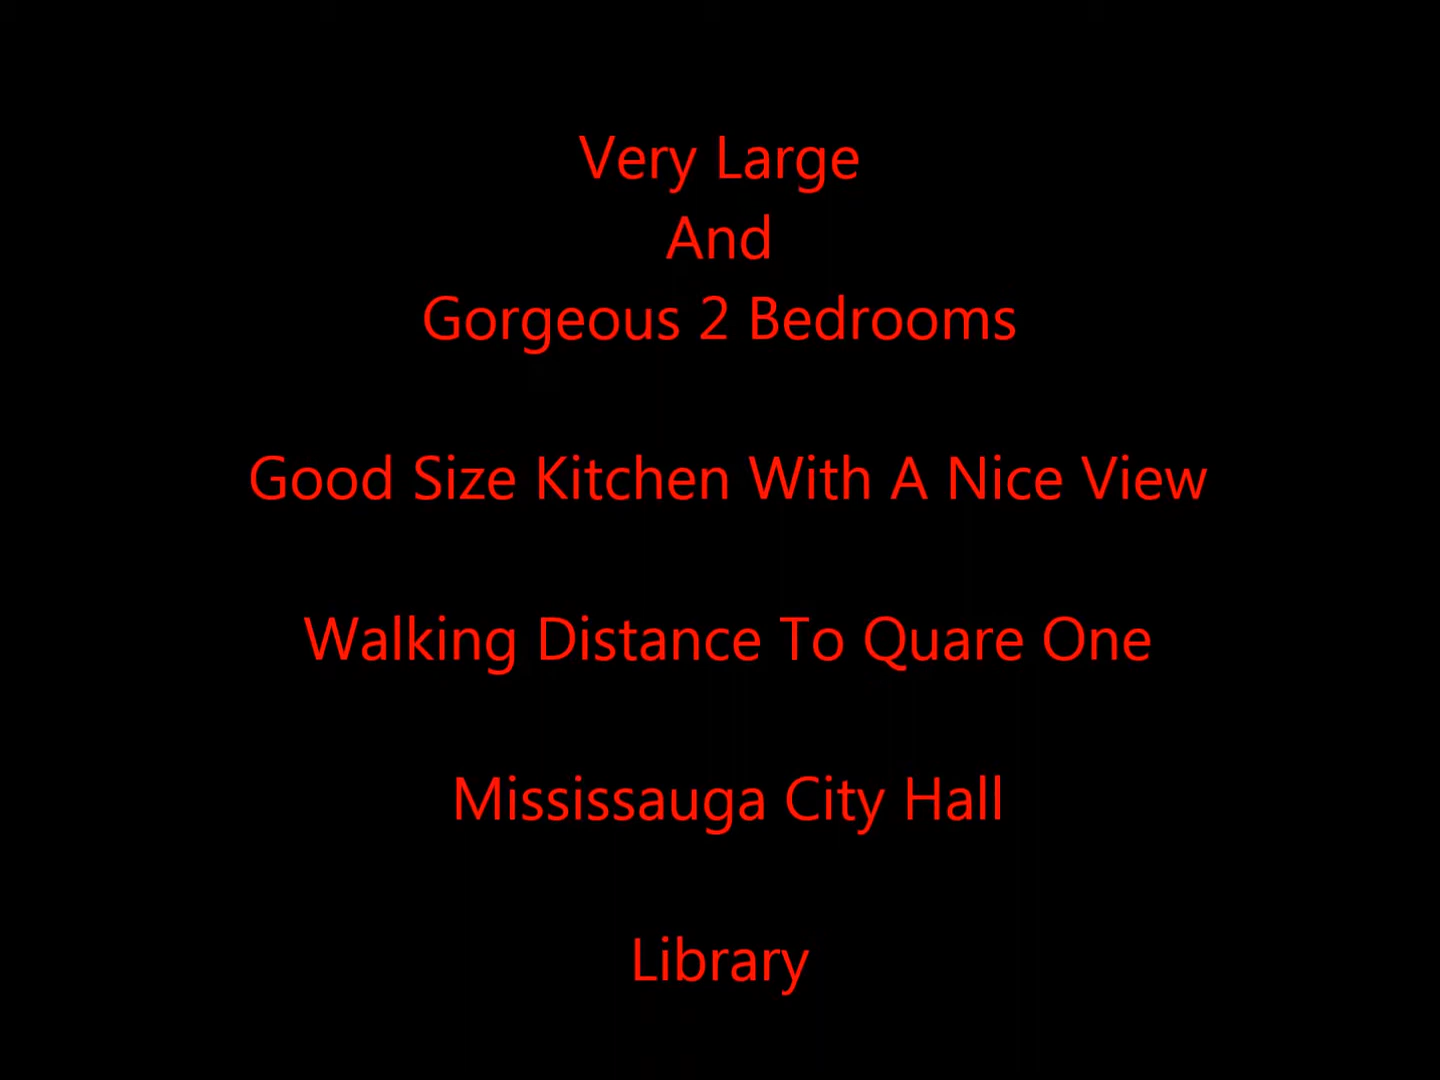 Very Large
And
Gorgeous 2 Bedrooms
Good Size Kitchen With A Nice View
Walking Distance To Quare One
Mississauga City Hall
Library